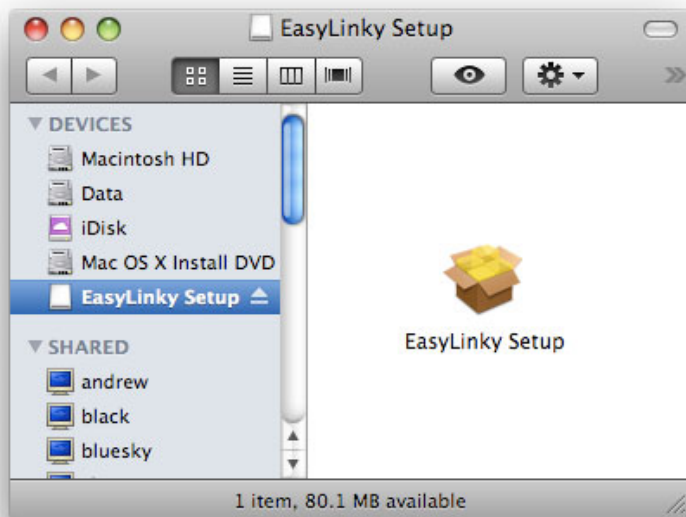 EasyLinky Setup
DEVICES
Macintosh HD
Data
iDisk
Mac OS X Install DVD
EasyLinky Setup
SHARED
andrew
black
bluesky
EasyLinky Setup
1 item, 80.1 MB available